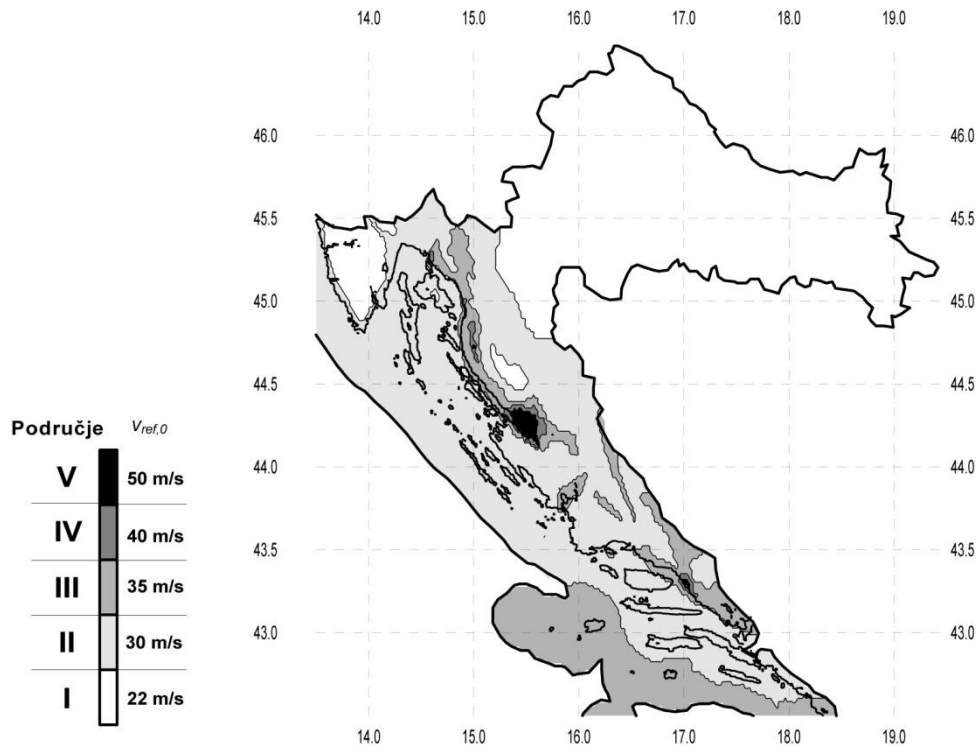 14.0 15.0 16.0 17.0 18.0 19.0
46.0 46.0
45.5 45.5
45.0 45.0
44.5 44.5
44.0 44.0
43.5 43.5
43.0 43.0
14.0 15.0 16.0 17.0 18.0 19.0
Područje Vref,0
V 50 m/s
IV 40 m/s
III 35 m/s
II 30 m/s
I 22 m/s